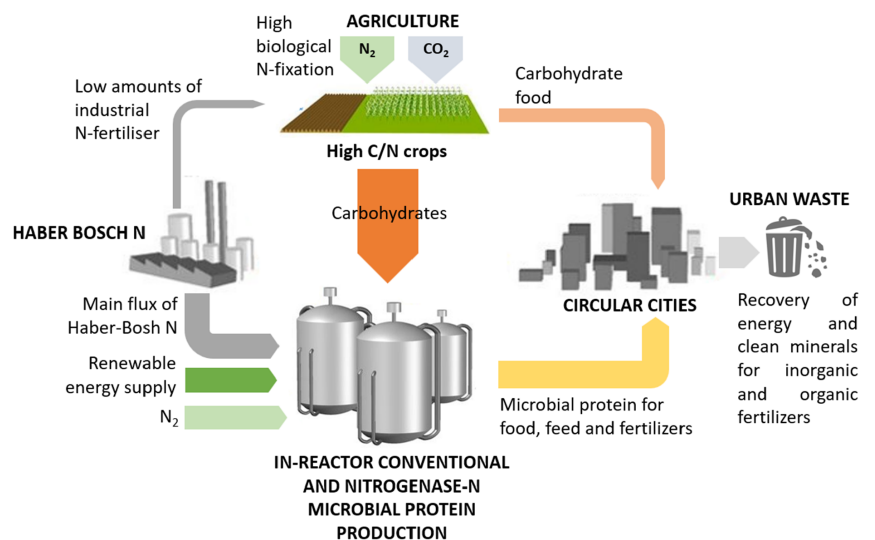 AGRICULTURE
High
biological
N-fixation
N₂
CO₂
Low amounts of
industrial
N-fertiliser
Carbohydrate
food
High C/N crops
Carbohydrates
HABER BOSCH N
URBAN WASTE
CIRCULAR CITIES
Main flux of
Haber-Bosh N
Renewable
energy supply
N₂
Recovery of
energy and
clean minerals
for inorganic
and organic
fertilizers
Microbial protein for
food, feed and fertilizers
IN-REACTOR CONVENTIONAL
AND NITROGENASE-N
MICROBIAL PROTEIN
PRODUCTION